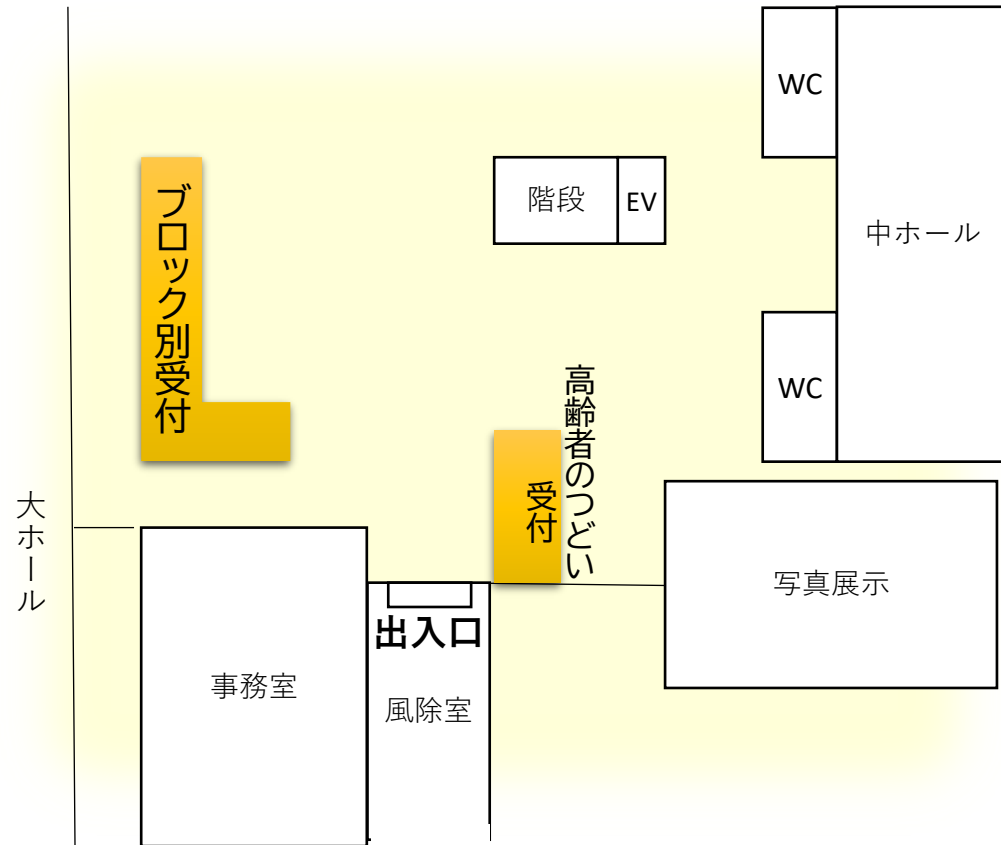 WC
階段
EV
中ホール
ブロック別受付
WC
高齢者のつどい
受付
大ホール
写真展示
出入口
事務室
風除室